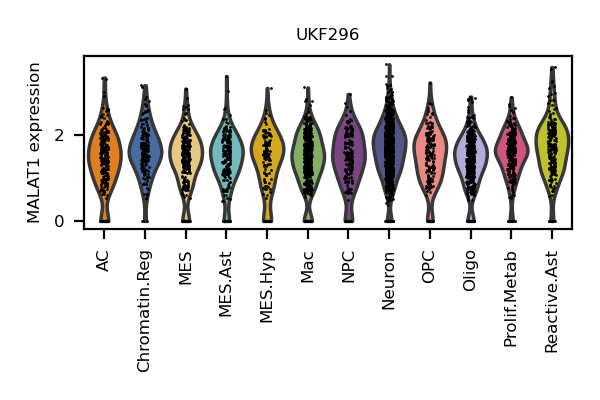 UKF296
MALAT1 expression
2
0
AC
Chromatin.Reg
MES
MES.Ast
MES.Hyp
Mac
NPC
Neuron
OPC
Oligo
Prolif.Metab
Reactive.Ast